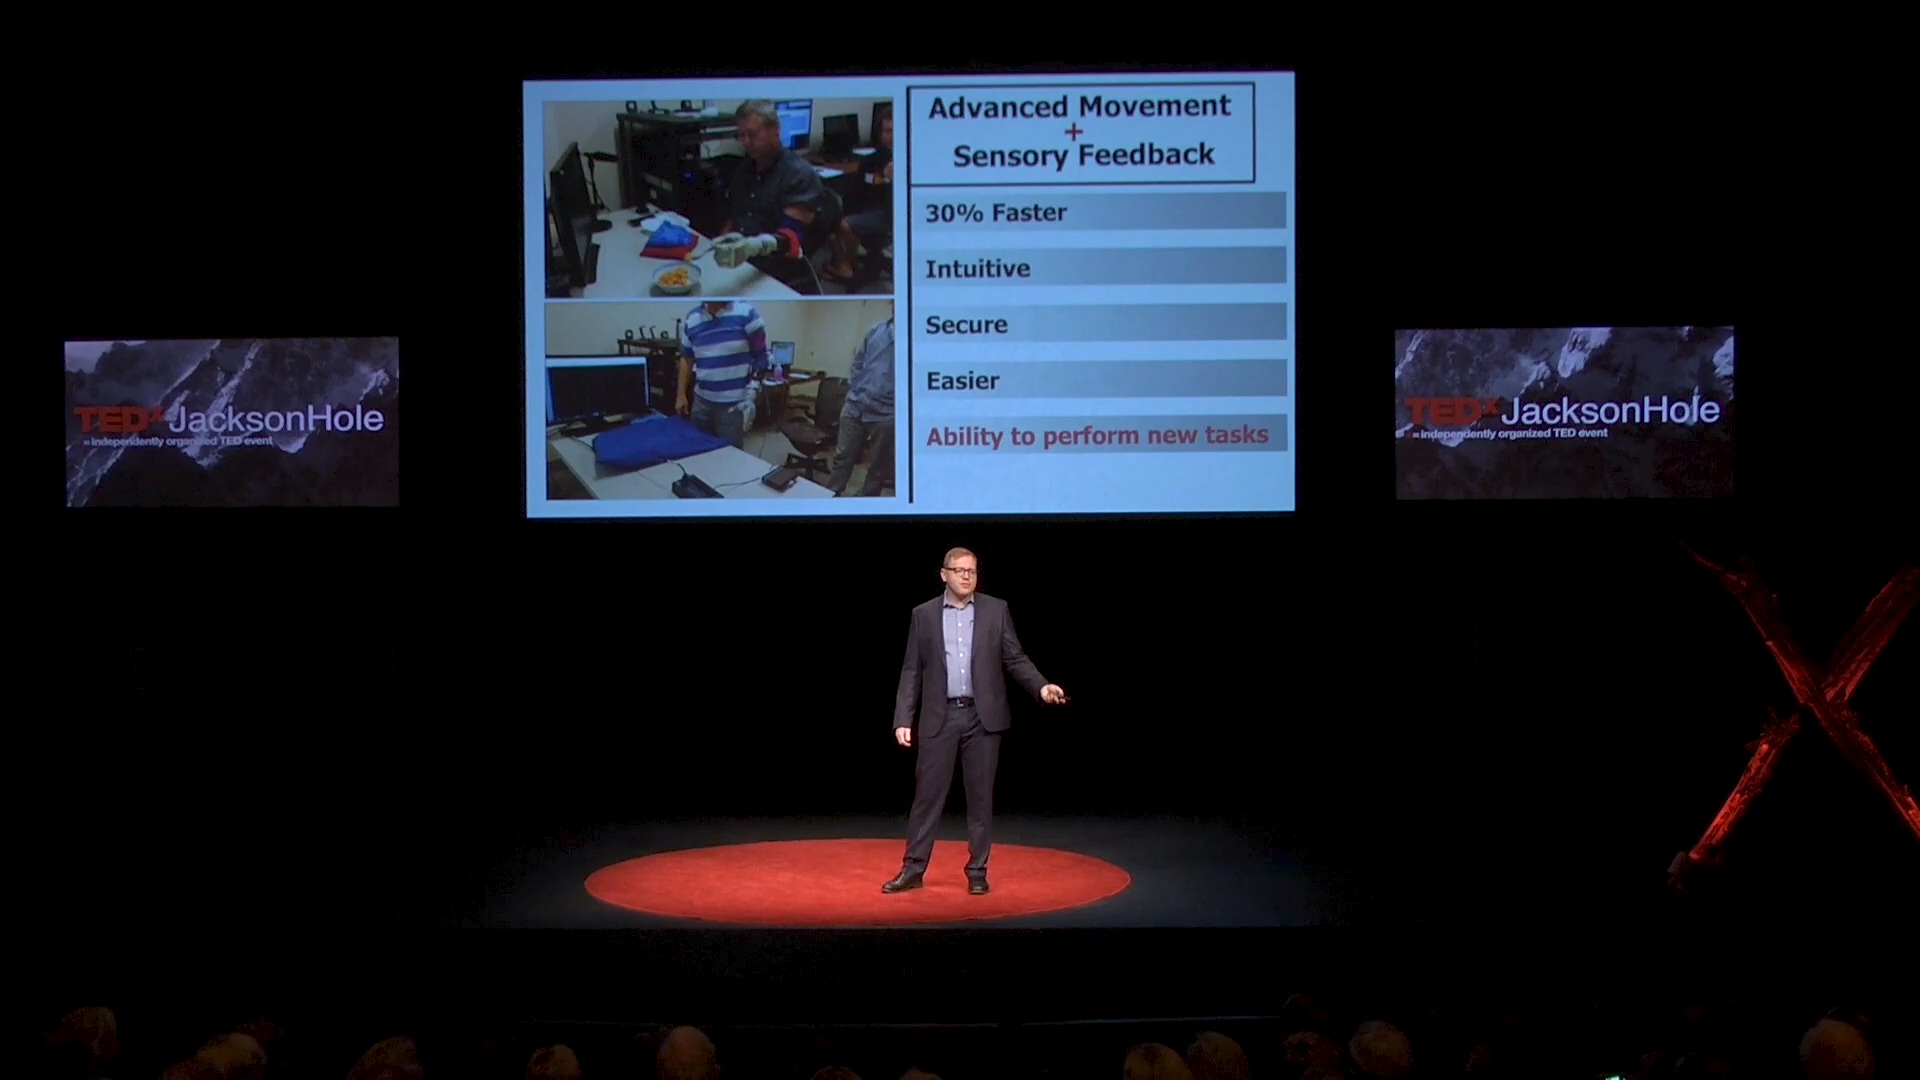 Advanced Movement
+
Sensory Feedback
30% Faster
Intuitive
Secure
Easier
Ability to perform new tasks
TEDxJacksonHole
= independently organized TED event
TEDxJacksonHole
x = independently organized TED event